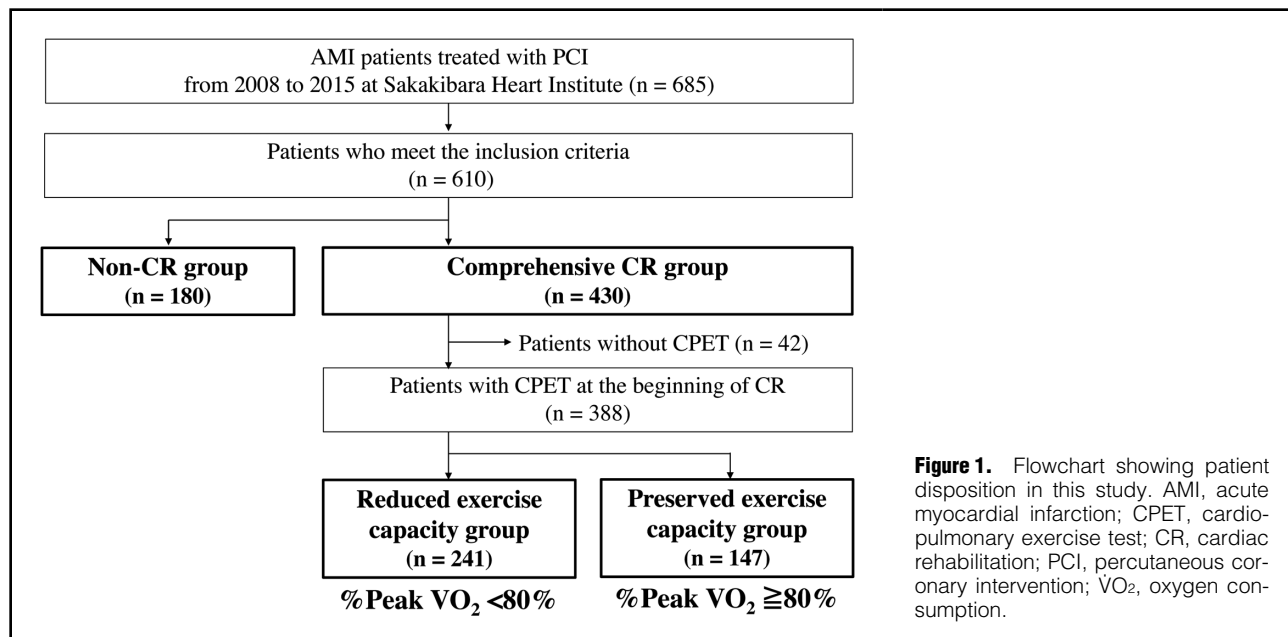 AMI patients treated with PCI
from 2008 to 2015 at Sakakibara Heart Institute (n = 685)
Patients who meet the inclusion criteria
(n = 610)
Non-CR group
(n = 180)
Comprehensive CR group
(n = 430)
Patients without CPET (n = 42)
Patients with CPET at the beginning of CR
(n = 388)
Reduced exercise
capacity group
(n = 241)
Preserved exercise
capacity group
(n = 147)
%Peak VO₂ <80%
%Peak VO₂ ≧80%
Figure 1. Flowchart showing patient
disposition in this study. AMI, acute
myocardial infarction; CPET, cardio-
pulmonary exercise test; CR, cardiac
rehabilitation; PCI, percutaneous cor-
onary intervention; V̇O₂, oxygen con-
sumption.